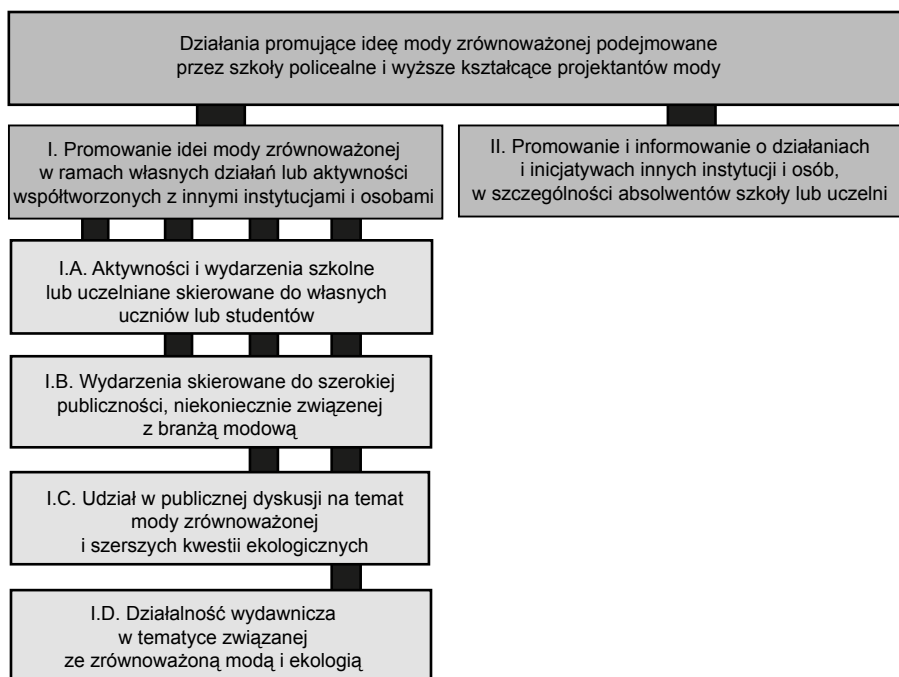 Działania promujące ideę mody zrównoważonej podejmowane
przez szkoły policealne i wyższe kształcące projektantów mody
I. Promowanie idei mody zrównoważonej
w ramach własnych działań lub aktywności
współtworzonych z innymi instytucjami i osobami
II. Promowanie i informowanie o działaniach
i inicjatywach innych instytucji i osób,
w szczególności absolwentów szkoły lub uczelni
I.A. Aktywności i wydarzenia szkolne
lub uczelniane skierowane do własnych
uczniów lub studentów
I.B. Wydarzenia skierowane do szerokiej
publiczności, niekoniecznie związenej
z branżą modową
I.C. Udział w publicznej dyskusji na temat
mody zrównoważonej
i szerszych kwestii ekologicznych
I.D. Działalność wydawnicza
w tematyce związanej
ze zrównoważoną modą i ekologią